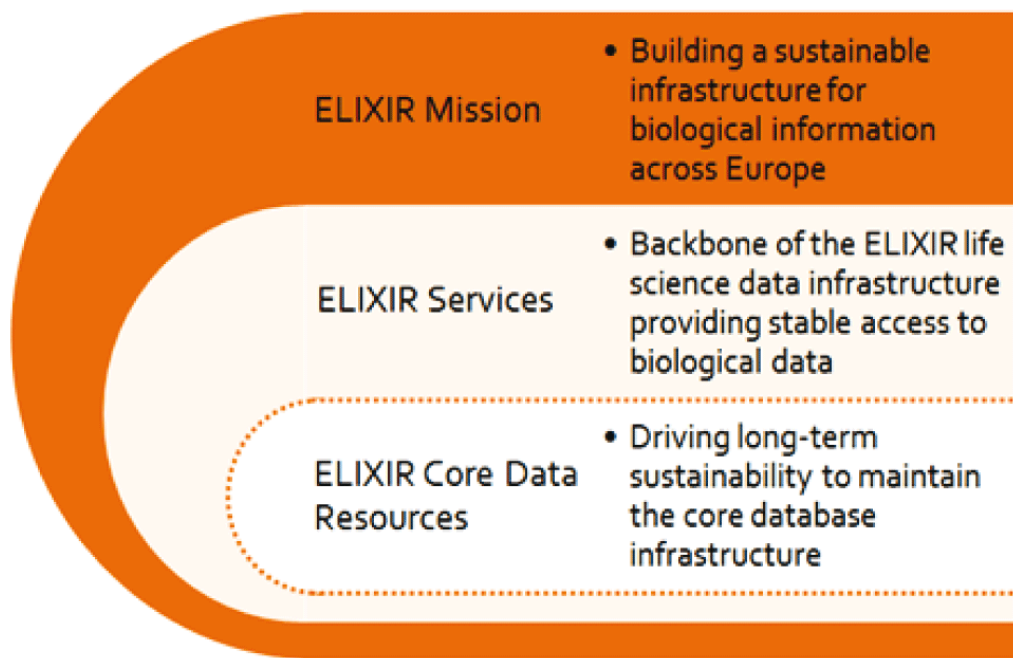 ELIXIR Mission
• Building a sustainable
infrastructure for
biological information
across Europe
ELIXIR Services
• Backbone of the ELIXIR life
science data infrastructure
providing stable access to
biological data
ELIXIR Core Data
Resources
• Driving long-term
sustainability to maintain
the core database
infrastructure